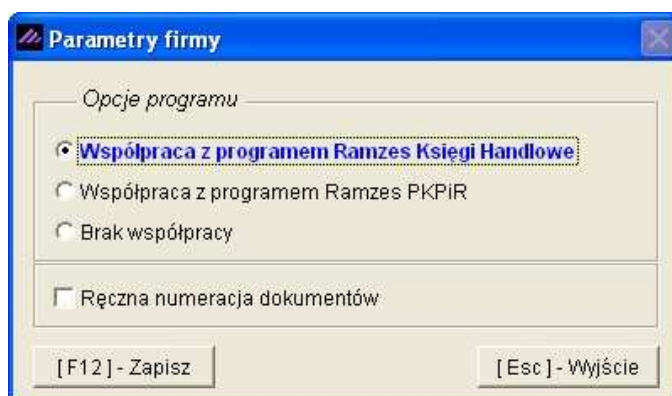 Parametry firmy
Opcje programu
Współpraca z programem Ramzes Księgi Handlowe
Współpraca z programem Ramzes PKPiR
Brak współpracy
Ręczna numeracja dokumentów
[ F12 ] - Zapisz
[ Esc ] - Wyjście